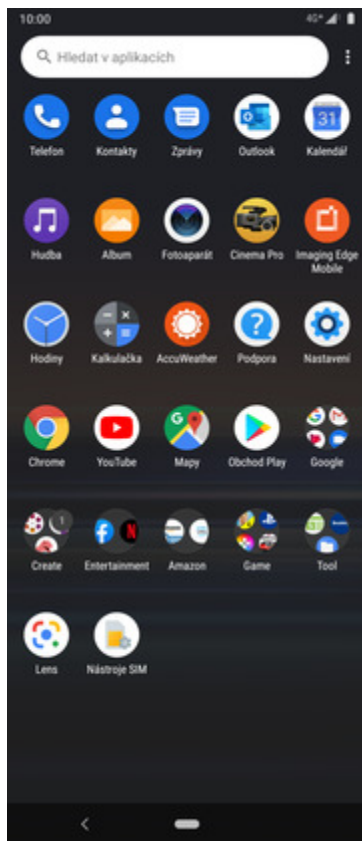 10:00 4G+
Hledat v aplikacích
Telefon Kontakty Zprávy Outlook Kalendář
31
Hudba Album Fotoaparát Cinema Pro Imaging Edge Mobile
Hodiny Kalkulačka AccuWeather Podpora Nastavení
Chrome YouTube Mapy Obchod Play Google
Create Entertainment Amazon Game Tool
Lens Nástroje SIM